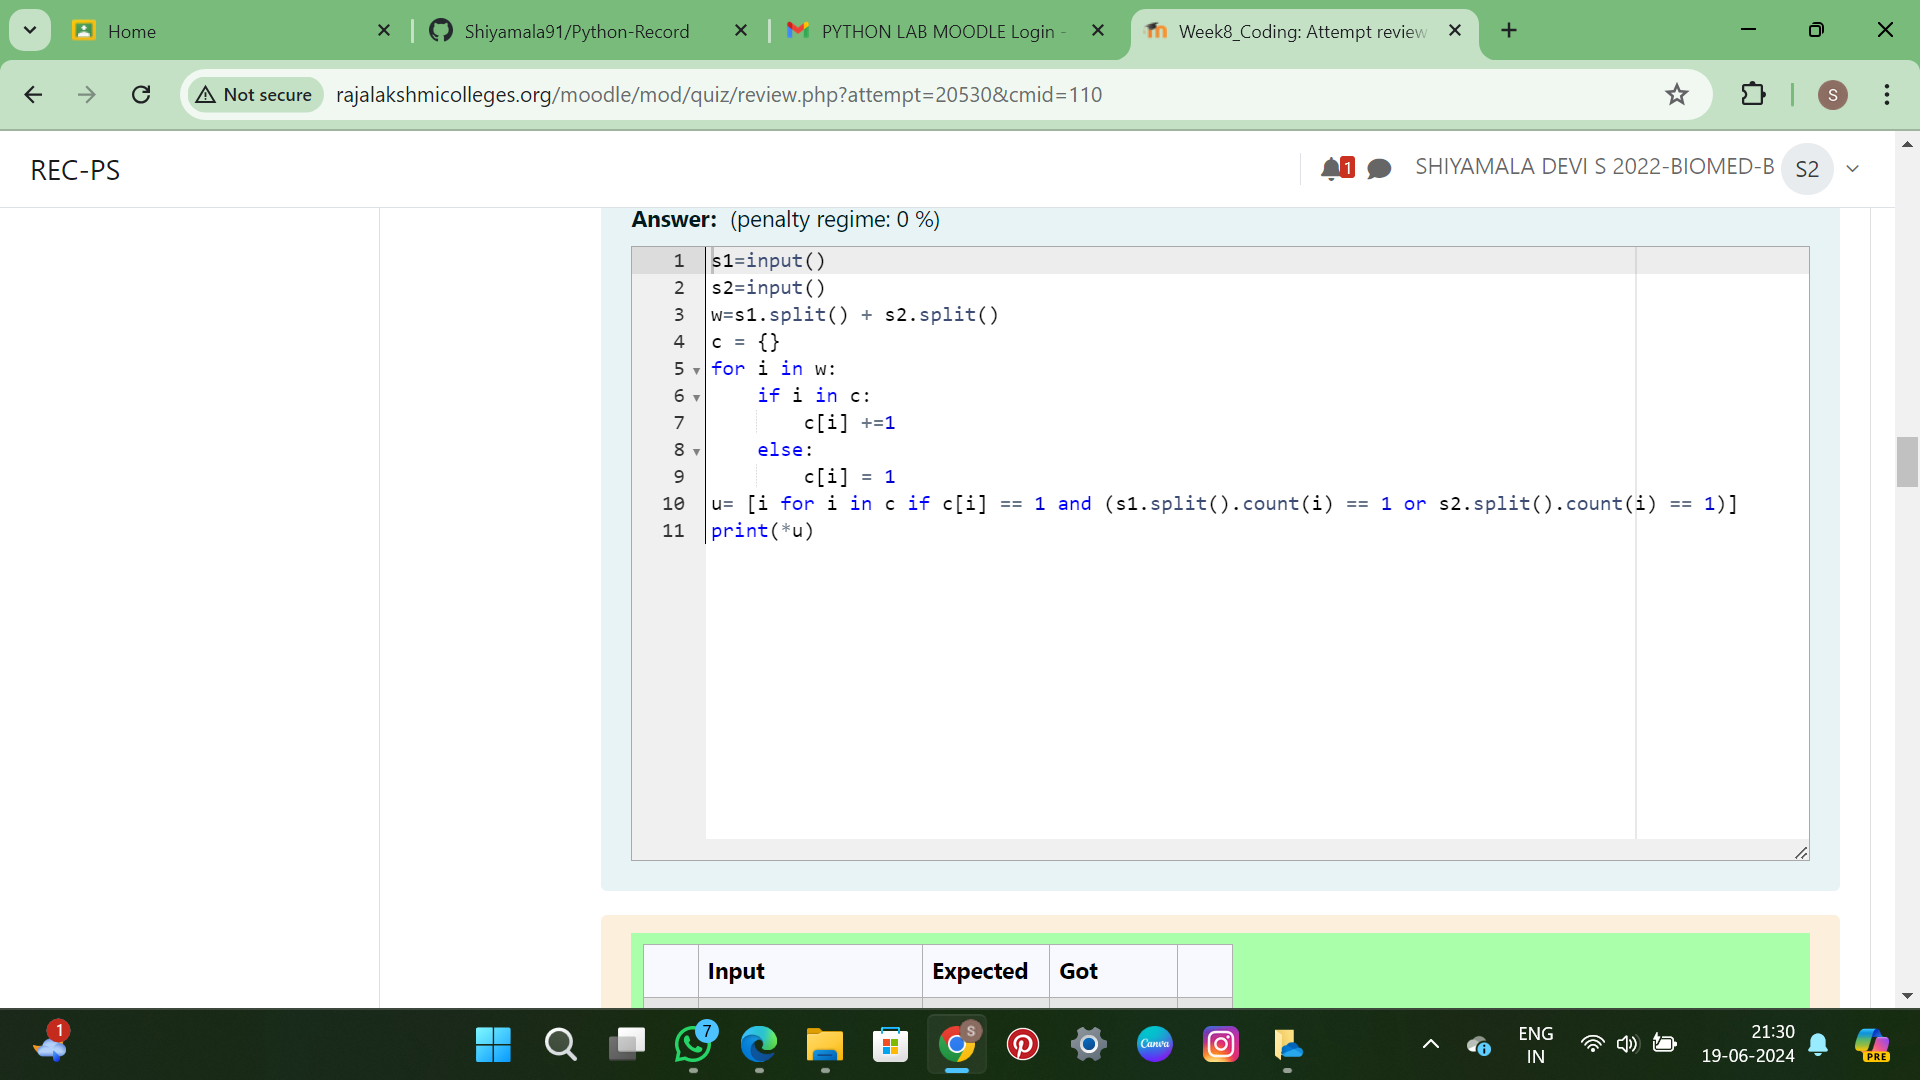 Home
Shiyamala91/Python-Record
PYTHON LAB MOODLE Login -
Week8_Coding: Attempt review
Not secure
rajalakshmicolleges.org/moodle/mod/quiz/review.php?attempt=20530&cmid=110
S
REC-PS
1
SHIYAMALA DEVI S 2022-BIOMED-B
S2
Answer: (penalty regime: 0 %)
1 s1=input()
2 s2=input()
3 w=s1.split() + s2.split()
4 c = {}
5 for i in w:
6     if i in c:
7         c[i] +=1
8     else:
9         c[i] = 1
10 u= [i for i in c if c[i] == 1 and (s1.split().count(i) == 1 or s2.split().count(i) == 1)]
11 print(*u)
Input Expected Got
1
7
S
Canva
ENG
IN
21:30
19-06-2024
PRE